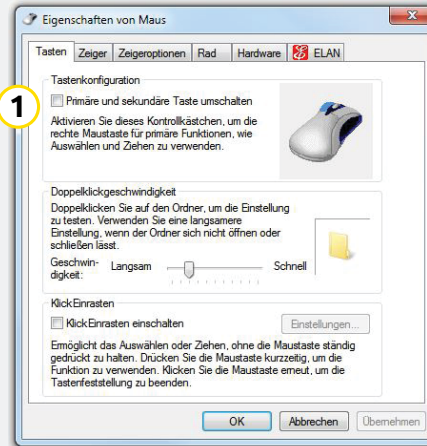 Eigenschaften von Maus
Tasten Zeiger Zeigeroptionen Rad Hardware ELAN
Tastenkonfiguration
1
Primäre und sekundäre Taste umschalten
Aktivieren Sie dieses Kontrollkästchen, um die
rechte Maustaste für primäre Funktionen, wie
Auswählen und Ziehen zu verwenden.
Doppelklickgeschwindigkeit
Doppelklicken Sie auf den Ordner, um die Einstellung
zu testen. Verwenden Sie eine langsamere
Einstellung, wenn der Ordner sich nicht öffnen oder
schließen lässt.
Geschwin-
digkeit:
Langsam Schnell
KlickEinrasten
KlickEinrasten einschalten
Einstellungen...
Ermöglicht das Auswählen oder Ziehen, ohne die Maustaste ständig
gedrückt zu halten. Drücken Sie die Maustaste kurzzeitig, um die
Funktion zu verwenden. Klicken Sie die Maustaste erneut, um die
Tastenfeststellung zu beenden.
OK Abbrechen Übernehmen